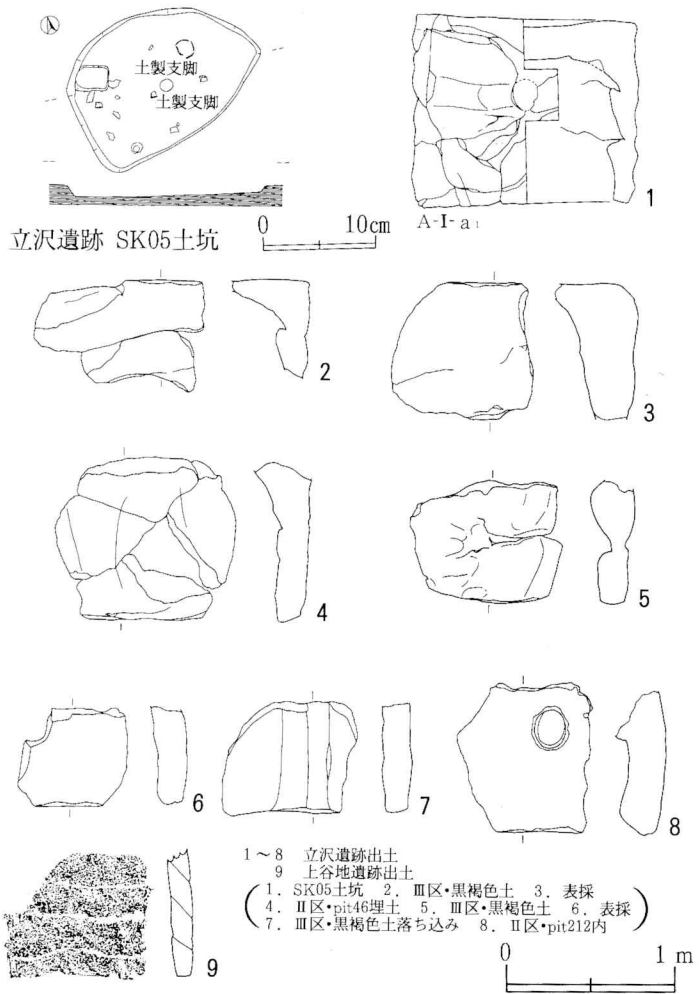 土製支脚
土製支脚
立沢遺跡 SK05土坑
0 10cm
1
A-Ⅰ-a1
2
3
4
5
6
7
8
9
1～8 立沢遺跡出土
9 上谷地遺跡出土
(1. SK05土坑 2. Ⅲ区・黒褐色土 3. 表採
4. Ⅱ区・pit46埋土 5. Ⅲ区・黒褐色土 6. 表採
7. Ⅲ区・黒褐色土落ち込み 8. Ⅱ区・pit212内)
0 1 m